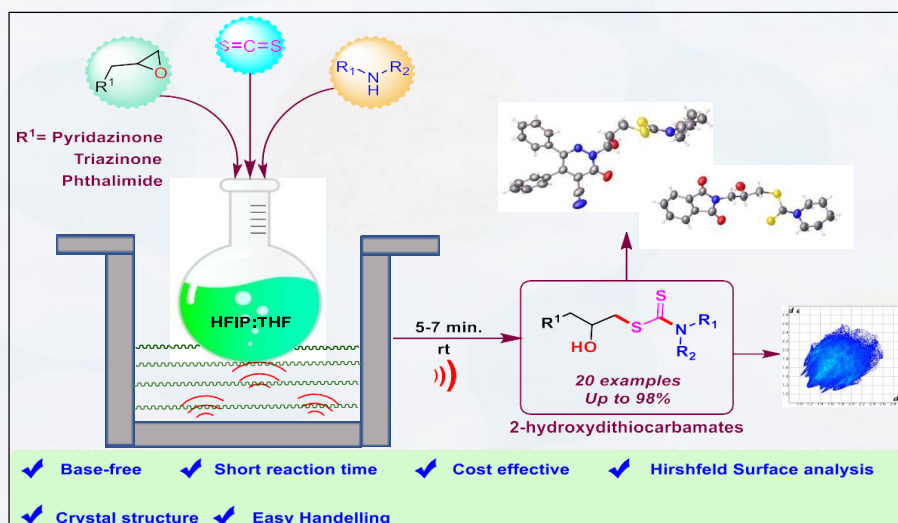 S=C=S
R1 O
R1 N R2
H
R1= Pyridazinone
Triazinone
Phthalimide
HFIP:THF
5-7 min.
rt
S
R1 S N R1
HO R2
20 examples
Up to 98%
2-hydroxydithiocarbamates
d e
Base-free Short reaction time Cost effective Hirshfeld Surface analysis
Crystal structure Easy Handelling